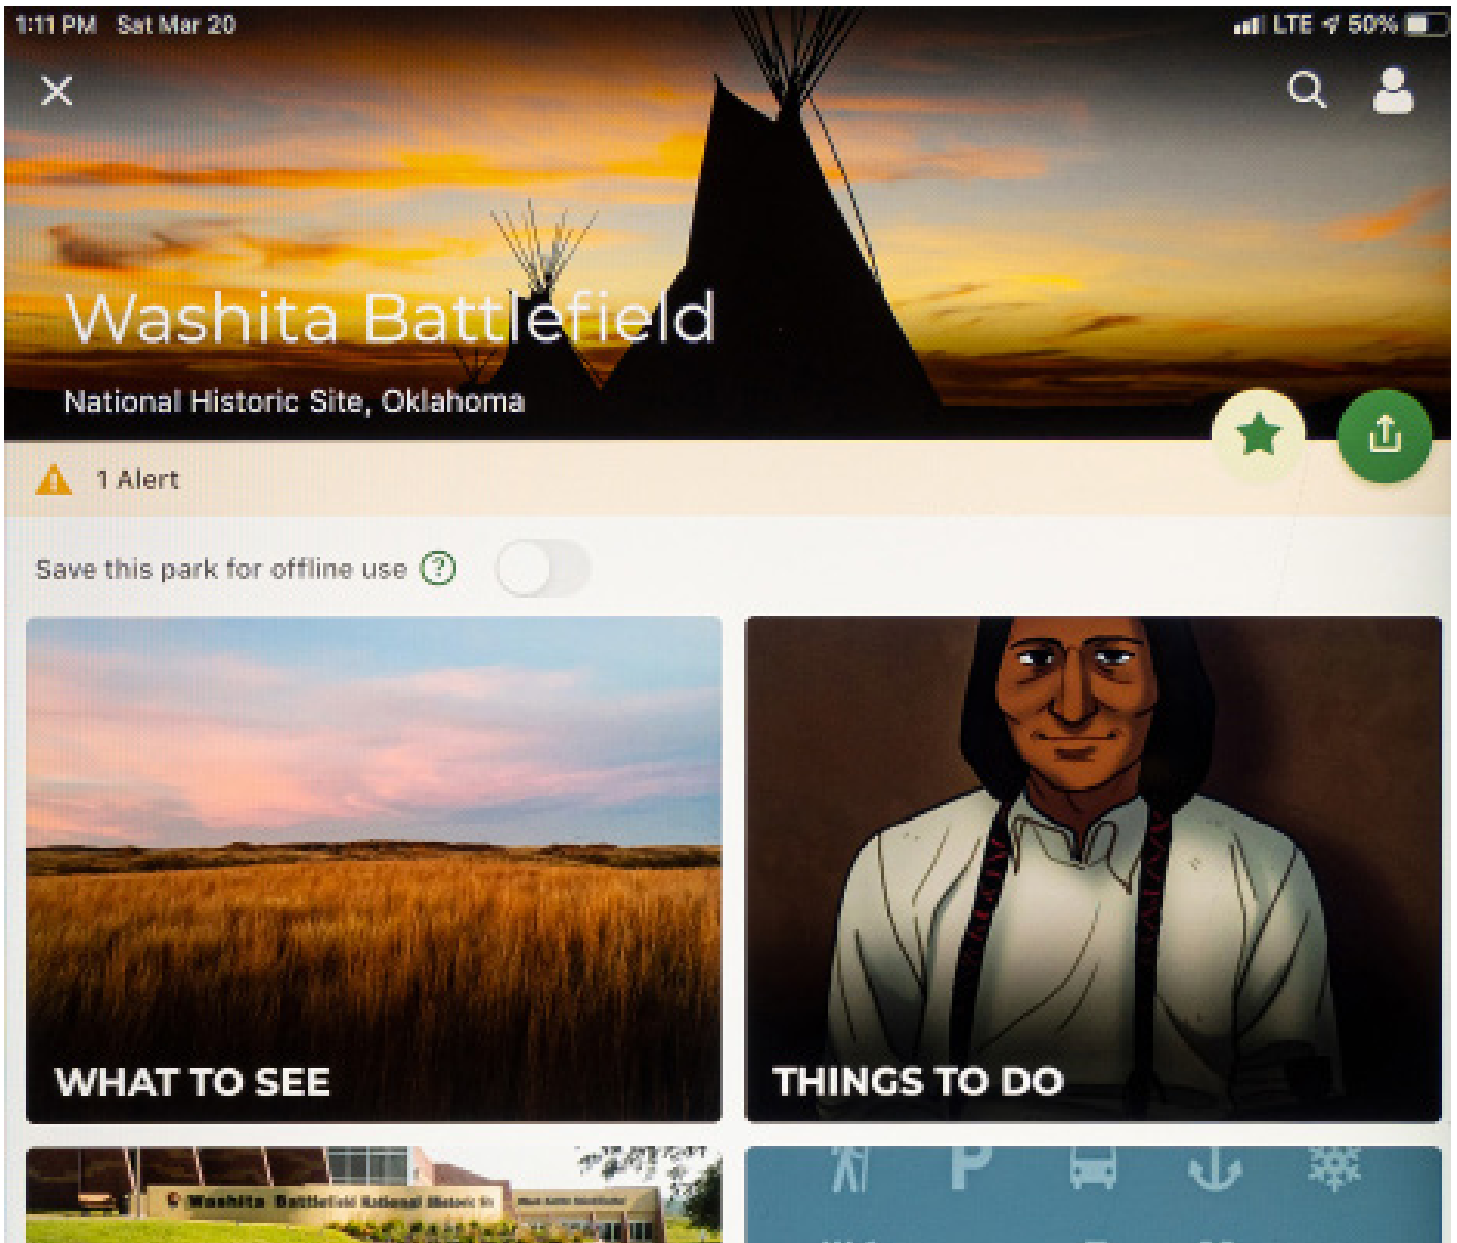 1:11 PM Sat Mar 20
LTE 50%
Washita Battlefield
National Historic Site, Oklahoma
1 Alert
Save this park for offline use ?
WHAT TO SEE
THINGS TO DO
Washita Battlefield National Historic
P